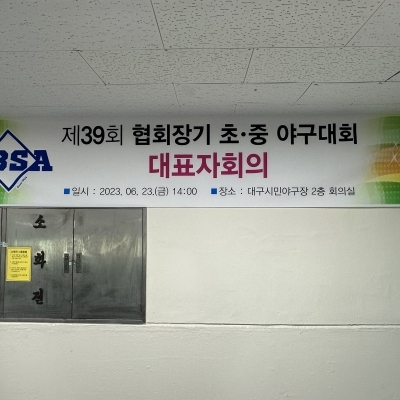 BSA
제39회 협회장기 초·중 야구대회
대표자회의
■일시 : 2023. 06. 23.(금) 14:00 ■장소 : 대구시민야구장 2층 회의실
소
화
전